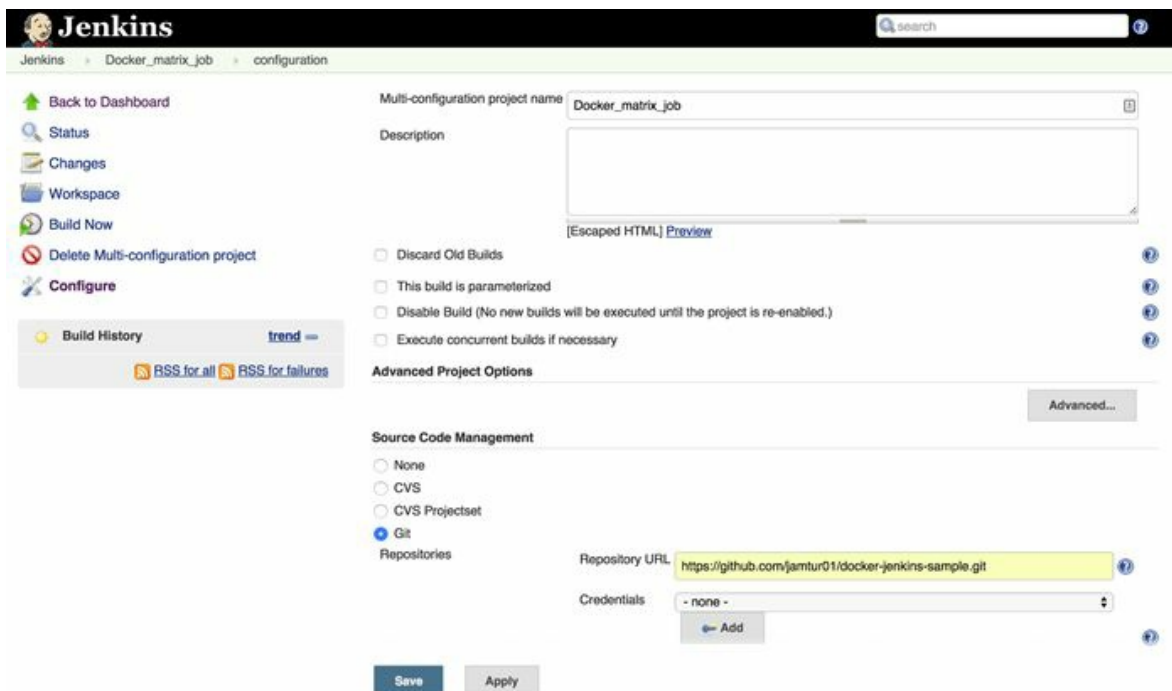 Jenkins
search
Jenkins
Docker_matrix_job
configuration
Back to Dashboard
Status
Changes
Workspace
Build Now
Delete Multi-configuration project
Configure
Build History
trend
RSS for all
RSS for failures
Multi-configuration project name
Docker_matrix_job
Description
[Escaped HTML] Preview
Discard Old Builds
This build is parameterized
Disable Build (No new builds will be executed until the project is re-enabled.)
Execute concurrent builds if necessary
Advanced Project Options
Advanced...
Source Code Management
None
CVS
CVS Projectset
Git
Repositories
Repository URL
https://github.com/jamtur01/docker-jenkins-sample.git
Credentials
- none -
Add
Save
Apply